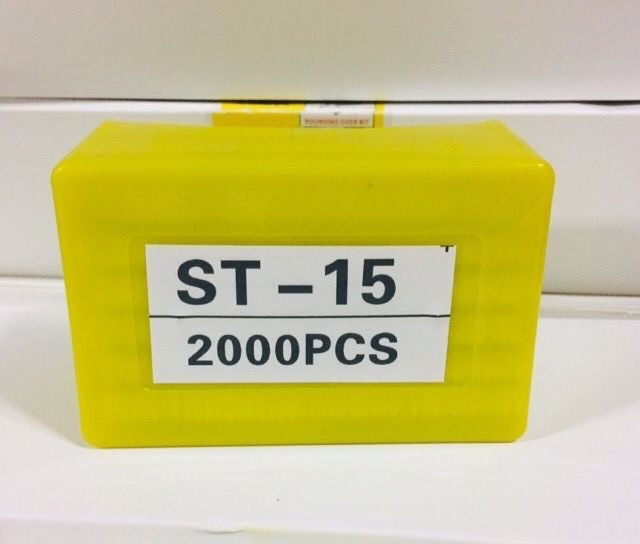 ROUNDING OVER BIT
ST-15
2000PCS